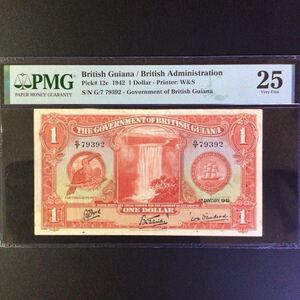 PMG
PAPER MONEY GUARANTY
British Guiana / British Administration
Pick# 12c 1942 1 Dollar - Printer: W&S
S/N G/7 79392 - Government of British Guiana
25
Very Fine
THE GOVERNMENT OF BRITISH GUIANA
1 1
G/7 79392 G/7 79392
1 1
ONE DOLLAR
1ST JANUARY 1942